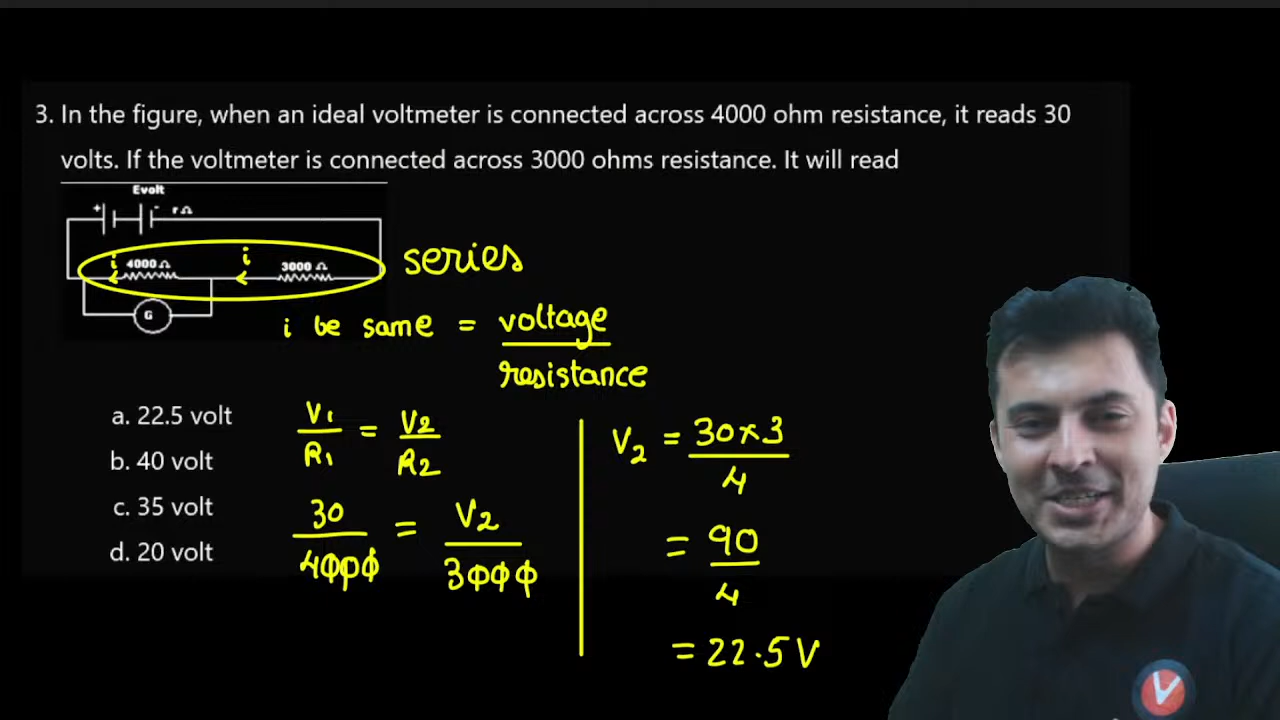 3. In the figure, when an ideal voltmeter is connected across 4000 ohm resistance, it reads 30
volts. If the voltmeter is connected across 3000 ohms resistance. It will read
Evolt
+ - r Ω
i 4000 Ω i 3000 Ω
series
G
i be same = voltage
resistance
a. 22.5 volt
b. 40 volt
c. 35 volt
d. 20 volt
V1 = V2
R1 R2
30 = V2
4000 3000
V2 = 30×3
4
= 90
4
= 22.5 V
V